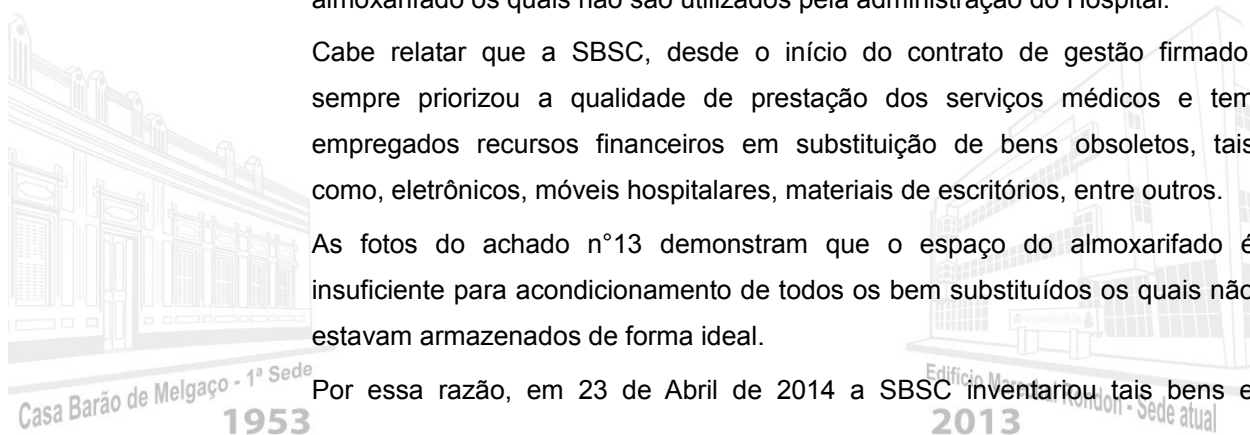 almoxarifado os quais não são utilizados pela administração do Hospital.
Cabe relatar que a SBSC, desde o início do contrato de gestão firmado
sempre priorizou a qualidade de prestação dos serviços médicos e tem
empregados recursos financeiros em substituição de bens obsoletos, tais
como, eletrônicos, móveis hospitalares, materiais de escritórios, entre outros.
As fotos do achado n°13 demonstram que o espaço do almoxarifado é
insuficiente para acondicionamento de todos os bem substituídos os quais não
estavam armazenados de forma ideal.
Por essa razão, em 23 de Abril de 2014 a SBSC inventariou tais bens e
Casa Barão de Melgaço - 1ª Sede
1953
Edifício Marechal Rondon - Sede atual
2013